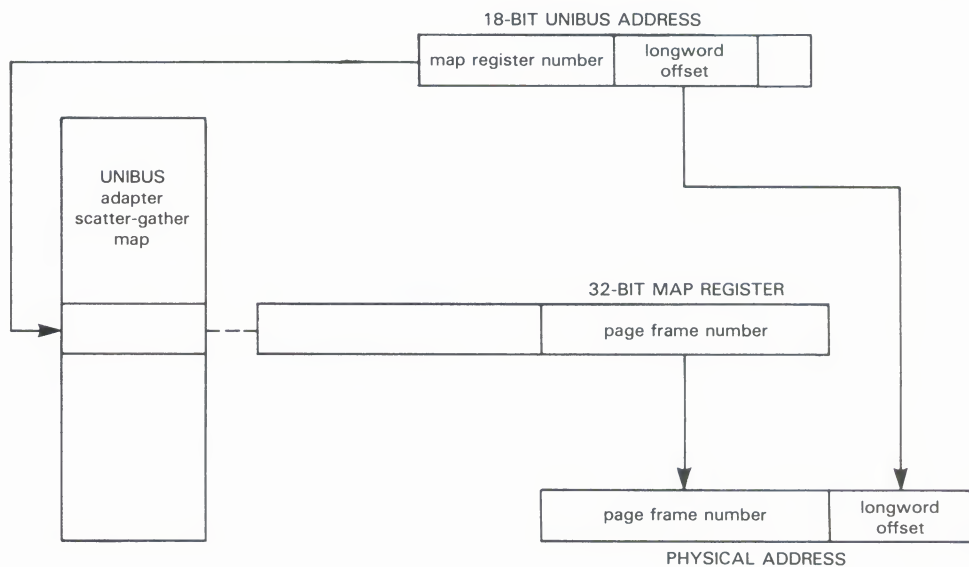 18-BIT UNIBUS ADDRESS
map register number
longword
offset
UNIBUS
adapter
scatter-gather
map
32-BIT MAP REGISTER
page frame number
page frame number
longword
offset
PHYSICAL ADDRESS